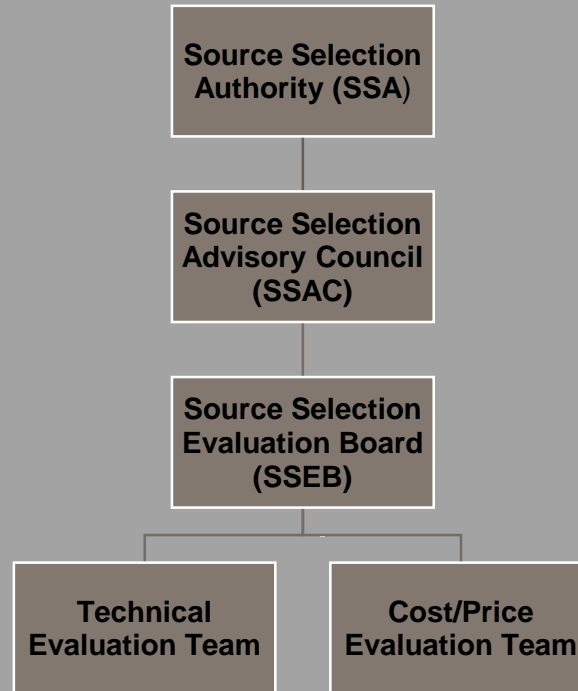 Source Selection
Authority (SSA)
Source Selection
Advisory Council
(SSAC)
Source Selection
Evaluation Board
(SSEB)
Technical
Evaluation Team
Cost/Price
Evaluation Team